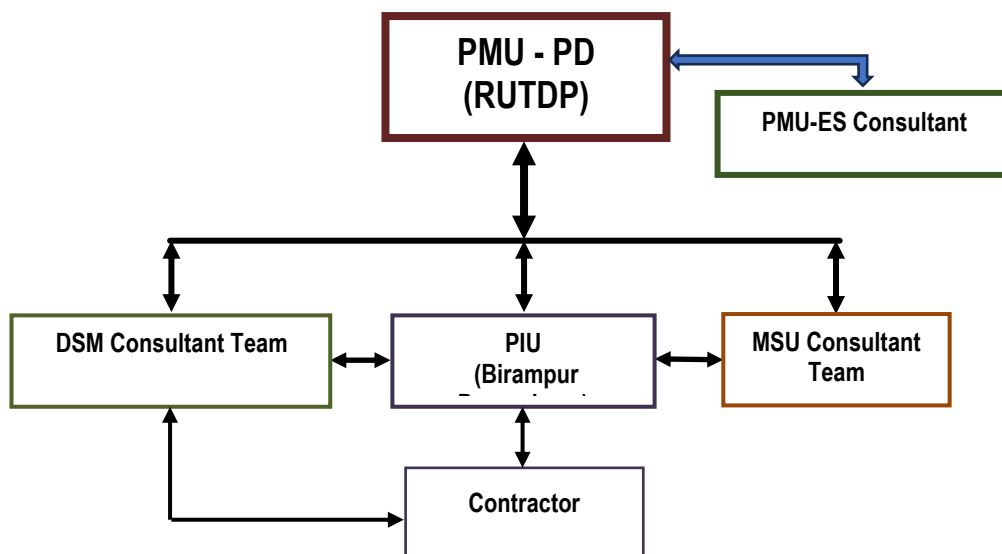 PMU - PD
(RUTDP)
PMU-ES Consultant
DSM Consultant Team
PIU
(Birampur
MSU Consultant
Team
Contractor